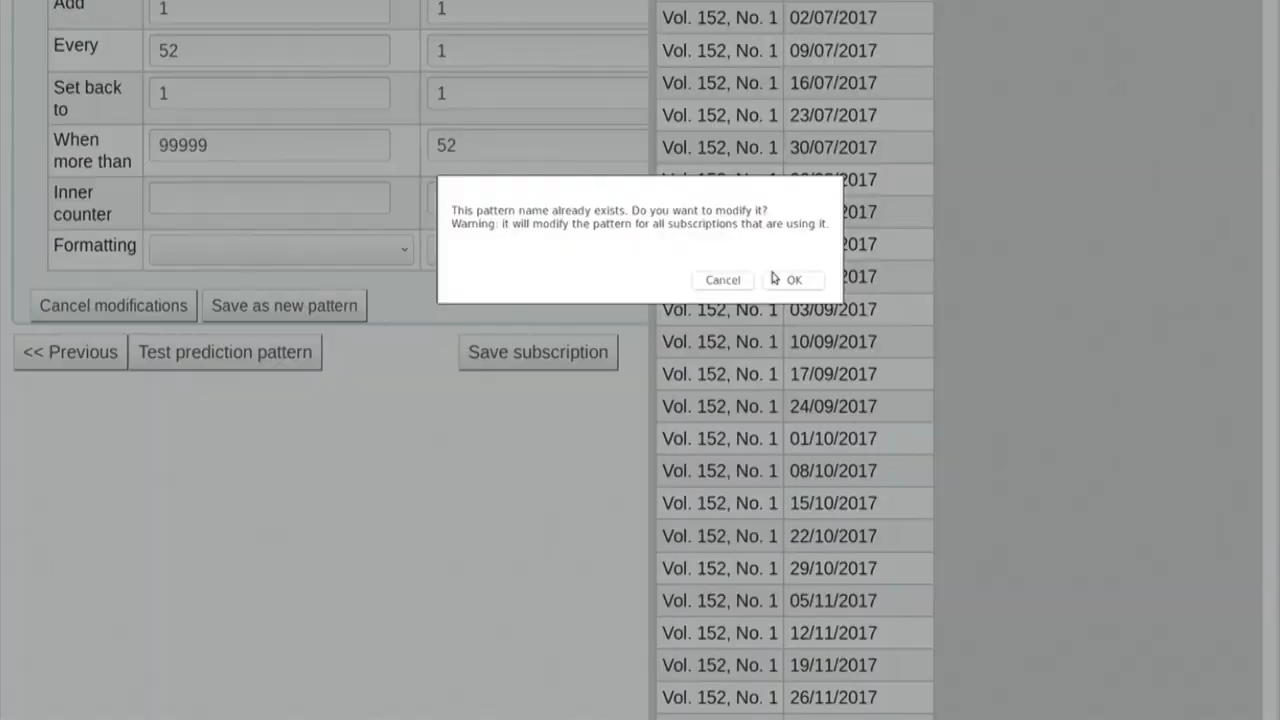 Add 1 1
Every 52 1
Set back to 1 1
When more than 99999 52
Inner counter
Formatting
Cancel modifications Save as new pattern
<< Previous Test prediction pattern Save subscription
This pattern name already exists. Do you want to modify it?
Warning: it will modify the pattern for all subscriptions that are using it.
Cancel OK
Vol. 152, No. 1 02/07/2017
Vol. 152, No. 1 09/07/2017
Vol. 152, No. 1 16/07/2017
Vol. 152, No. 1 23/07/2017
Vol. 152, No. 1 30/07/2017
Vol. 152, No. 1 03/09/2017
Vol. 152, No. 1 10/09/2017
Vol. 152, No. 1 17/09/2017
Vol. 152, No. 1 24/09/2017
Vol. 152, No. 1 01/10/2017
Vol. 152, No. 1 08/10/2017
Vol. 152, No. 1 15/10/2017
Vol. 152, No. 1 22/10/2017
Vol. 152, No. 1 29/10/2017
Vol. 152, No. 1 05/11/2017
Vol. 152, No. 1 12/11/2017
Vol. 152, No. 1 19/11/2017
Vol. 152, No. 1 26/11/2017